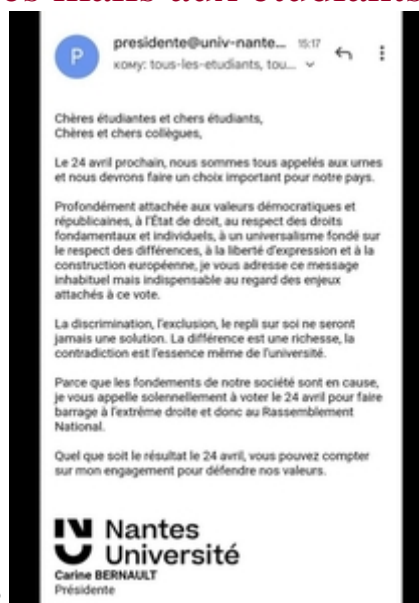 es mails aux étudiants
P
presidente@univ-nante... 15:17
кому: tous-les-etudiants, tou...
Chères étudiantes et chers étudiants,
Chères et chers collègues,
Le 24 avril prochain, nous sommes tous appelés aux urnes
et nous devrons faire un choix important pour notre pays.
Profondément attachée aux valeurs démocratiques et
républicaines, à l'État de droit, au respect des droits
fondamentaux et individuels, à un universalisme fondé sur
le respect des différences, à la liberté d'expression et à la
construction européenne, je vous adresse ce message
inhabituel mais indispensable au regard des enjeux
attachés à ce vote.
La discrimination, l'exclusion, le repli sur soi ne seront
jamais une solution. La différence est une richesse, la
contradiction est l'essence même de l'université.
Parce que les fondements de notre société sont en cause,
je vous appelle solennellement à voter le 24 avril pour faire
barrage à l'extrême droite et donc au Rassemblement
National.
Quel que soit le résultat le 24 avril, vous pouvez compter
sur mon engagement pour défendre nos valeurs.
Nantes
Université
Carine BERNAULT
Présidente